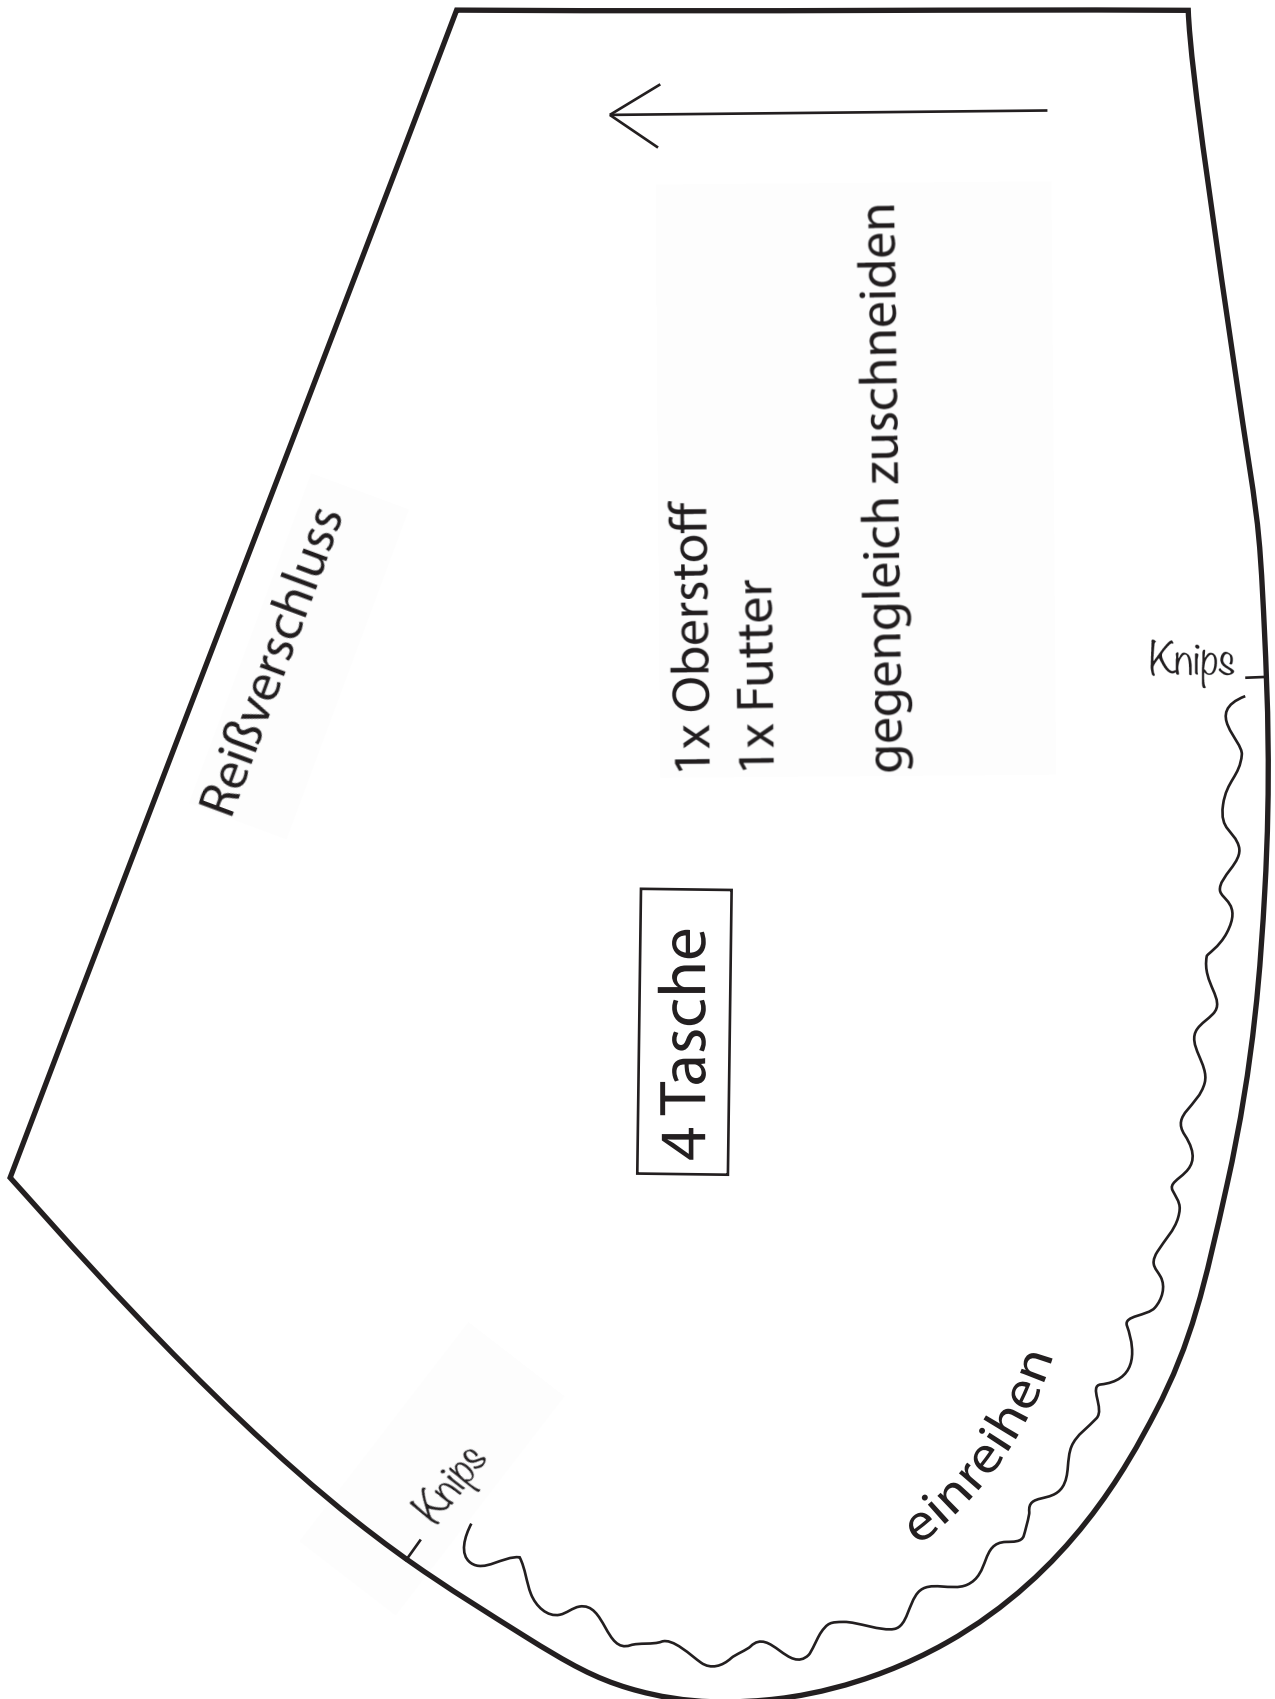 Reißverschluss
1x Oberstoff
1x Futter
gegengleich zuschneiden
Knips
4 Tasche
einreihen
Knips